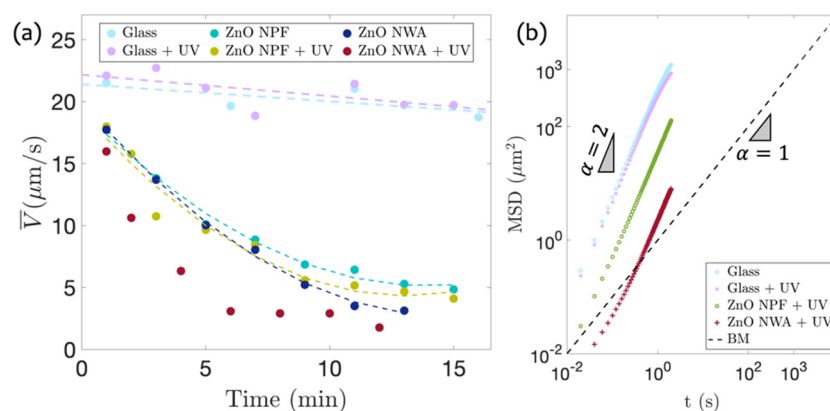 (a)
Glass
ZnO NPF
ZnO NWA
Glass + UV
ZnO NPF + UV
ZnO NWA + UV
25
20
15
10
5
0
V̅(μm/s)
0
5
10
15
Time (min)
(b)
10³
10²
10⁰
10⁻²
MSD (μm²)
α = 2
α = 1
Glass
Glass + UV
ZnO NPF + UV
ZnO NWA + UV
BM
10⁻²
10⁰
10²
10³
t (s)